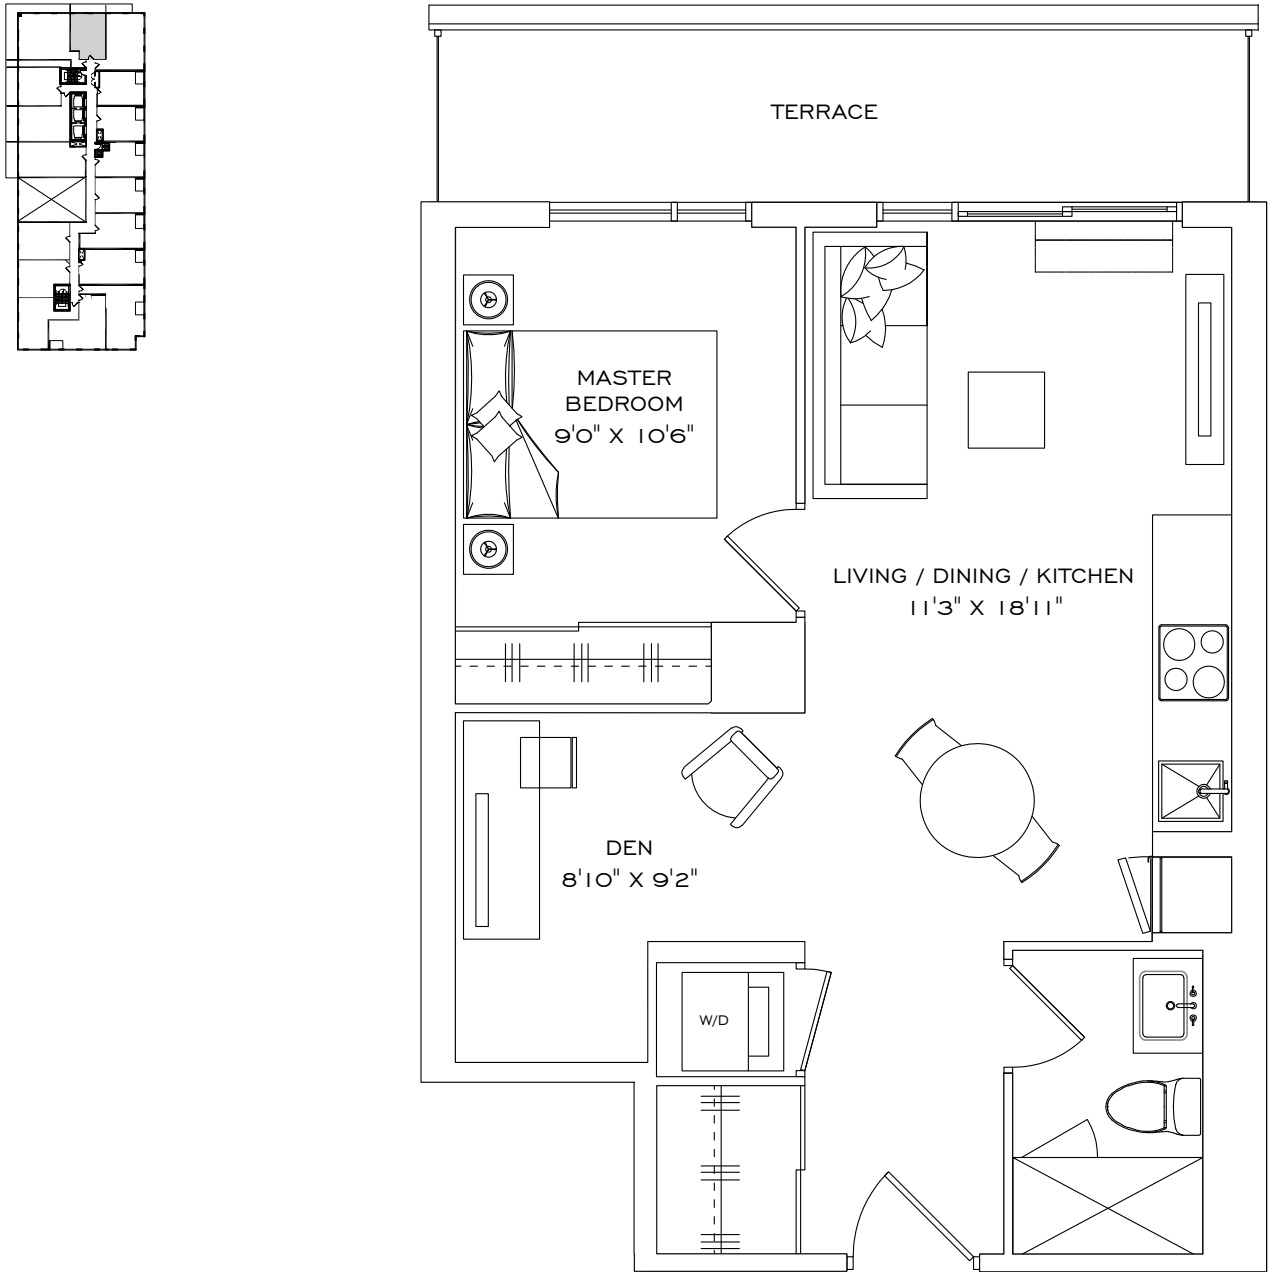 TERRACE
MASTER
BEDROOM
9'0" X 10'6"
LIVING / DINING / KITCHEN
11'3" X 18'11"
DEN
8'10" X 9'2"
W/D